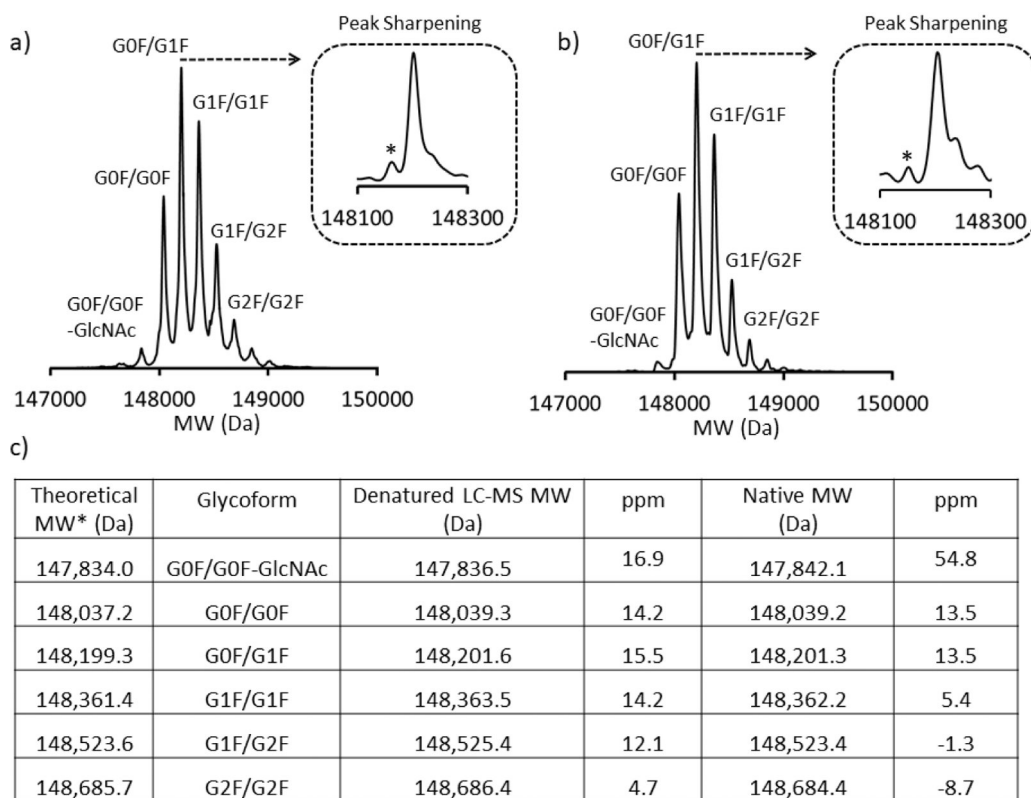 a)
Peak Sharpening
G0F/G1F
G1F/G1F
G0F/G0F
G1F/G2F
G0F/G0F
-GlcNAc
G2F/G2F
*
148100 148300
147000 148000 149000 150000
MW (Da)
b)
Peak Sharpening
G0F/G1F
G1F/G1F
G0F/G0F
G1F/G2F
G0F/G0F
-GlcNAc
G2F/G2F
*
148100 148300
147000 148000 149000 150000
MW (Da)
c)
Theoretical MW* (Da) Glycoform Denatured LC-MS MW (Da) ppm Native MW (Da) ppm
147,834.0 G0F/G0F-GlcNAc 147,836.5 16.9 147,842.1 54.8
148,037.2 G0F/G0F 148,039.3 14.2 148,039.2 13.5
148,199.3 G0F/G1F 148,201.6 15.5 148,201.3 13.5
148,361.4 G1F/G1F 148,363.5 14.2 148,362.2 5.4
148,523.6 G1F/G2F 148,525.4 12.1 148,523.4 -1.3
148,685.7 G2F/G2F 148,686.4 4.7 148,684.4 -8.7